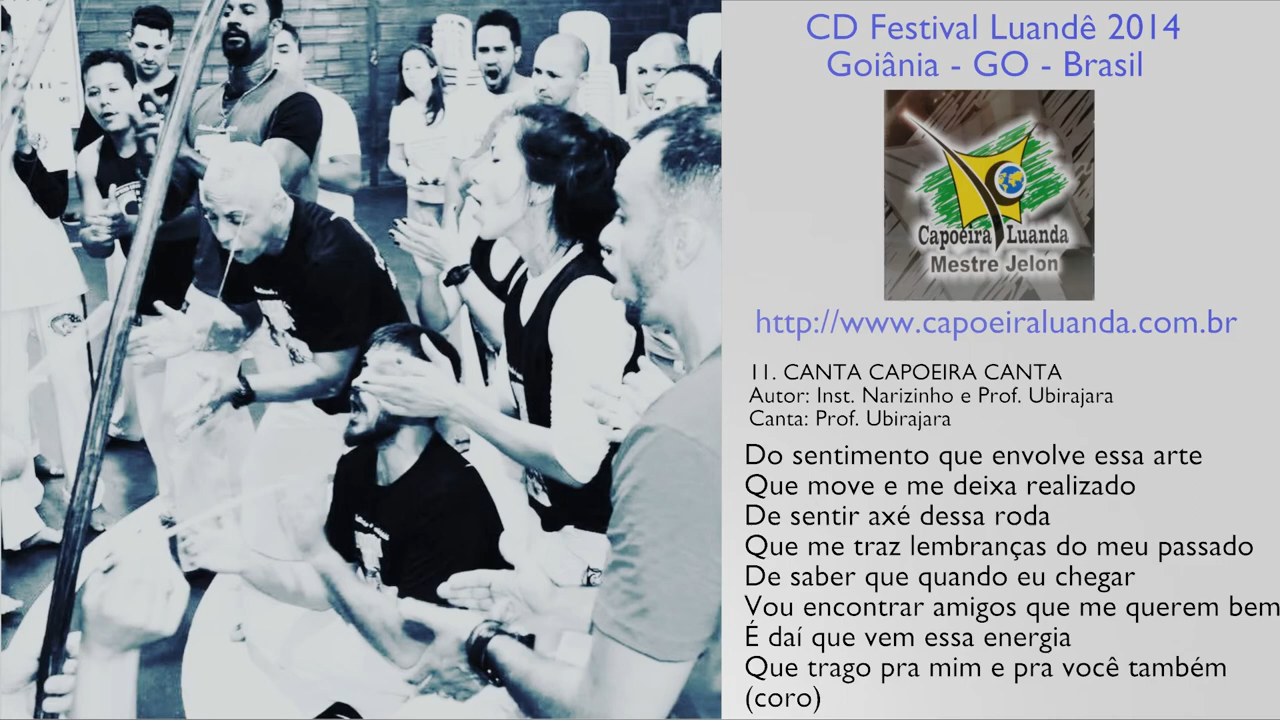 CD Festival Luandê 2014
Goiânia - GO - Brasil
Capoeira Luanda
Mestre Jelon
http://www.capoeiraluanda.com.br
11. CANTA CAPOEIRA CANTA
Autor: Inst. Narizinho e Prof. Ubirajara
Canta: Prof. Ubirajara
Do sentimento que envolve essa arte
Que move e me deixa realizado
De sentir axé dessa roda
Que me traz lembranças do meu passado
De saber que quando eu chegar
Vou encontrar amigos que me querem bem
É daí que vem essa energia
Que trago pra mim e pra você também
(coro)